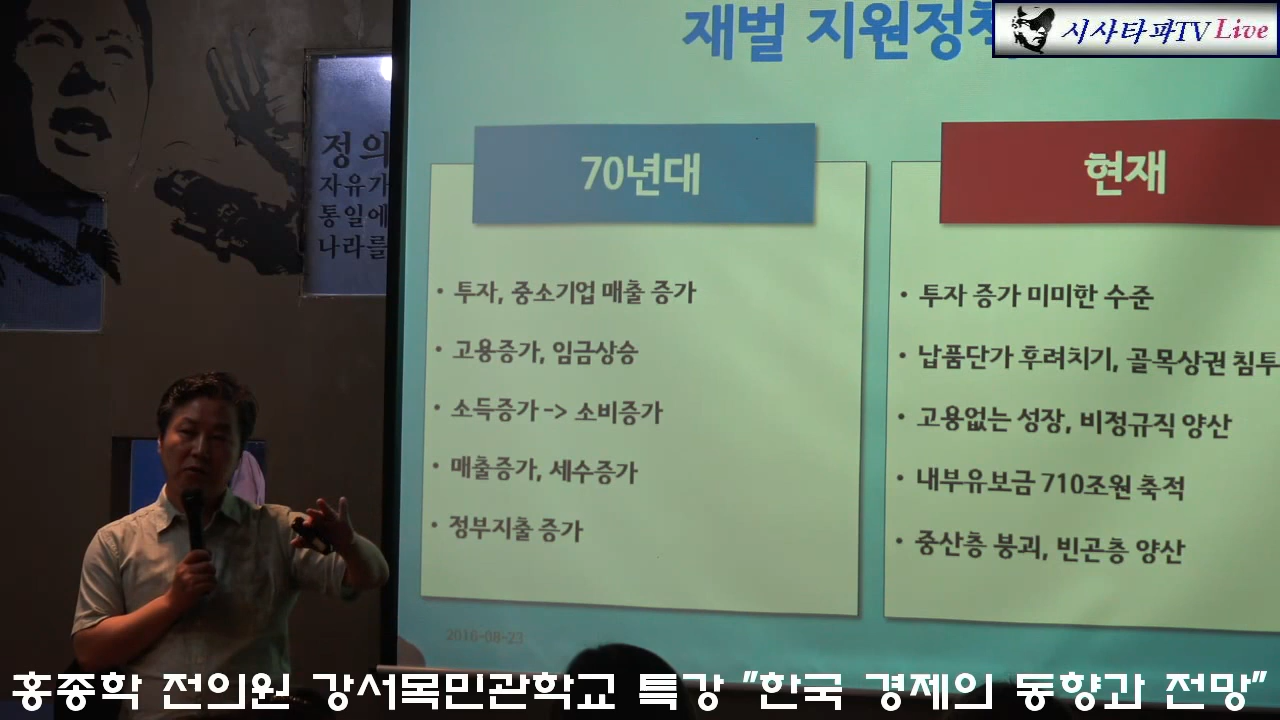 재벌 지원정책
시사타파TV Live
정의
자유가
통일에
나라를
70년대
• 투자, 중소기업 매출 증가
• 고용증가, 임금상승
• 소득증가 -> 소비증가
• 매출증가, 세수증가
• 정부지출 증가
현재
• 투자 증가 미미한 수준
• 납품단가 후려치기, 골목상권 침투
• 고용없는 성장, 비정규직 양산
• 내부유보금 710조원 축적
• 중산층 붕괴, 빈곤층 양산
2016-08-23
홍종학 전의원 강서목민관학교 특강 "한국 경제의 동향과 전망"